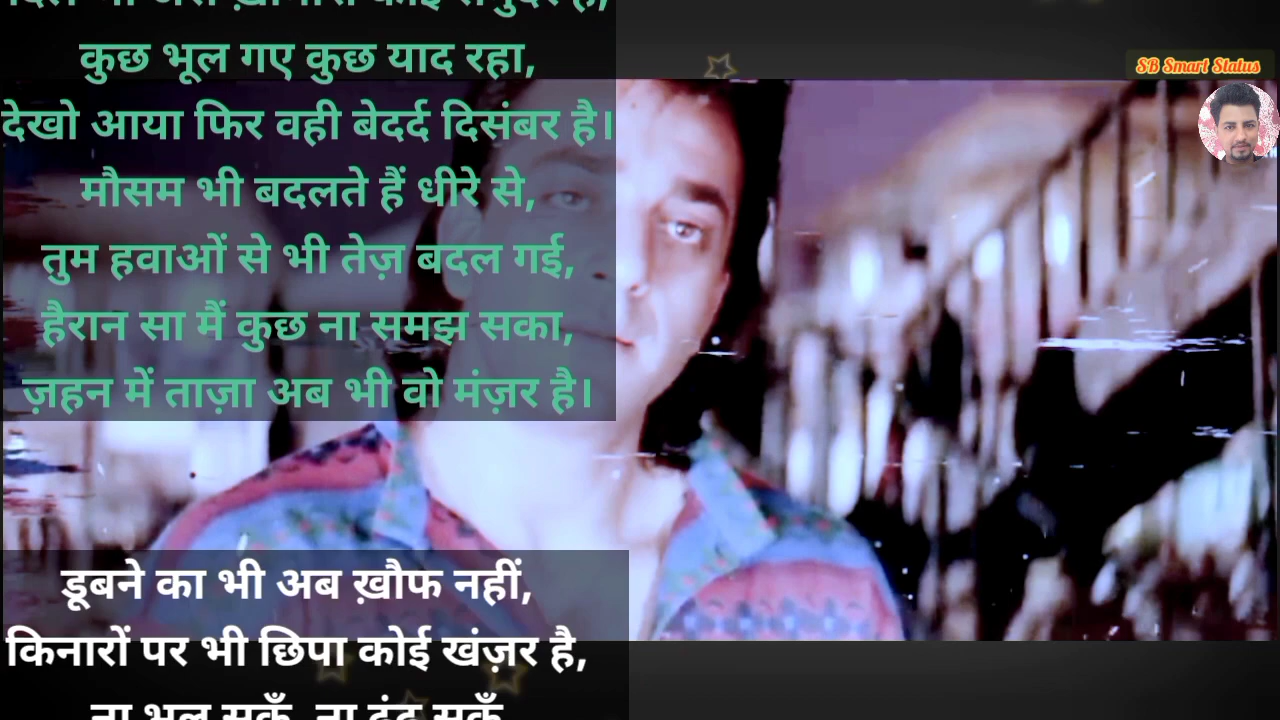 कुछ भूल गए कुछ याद रहा,
देखो आया फिर वही बेदर्द दिसंबर है।
मौसम भी बदलते हैं धीरे से,
तुम हवाओं से भी तेज़ बदल गई,
हैरान सा मैं कुछ ना समझ सका,
ज़हन में ताज़ा अब भी वो मंज़र है।
डूबने का भी अब ख़ौफ नहीं,
किनारों पर भी छिपा कोई खंज़र है,
SB Smart Status